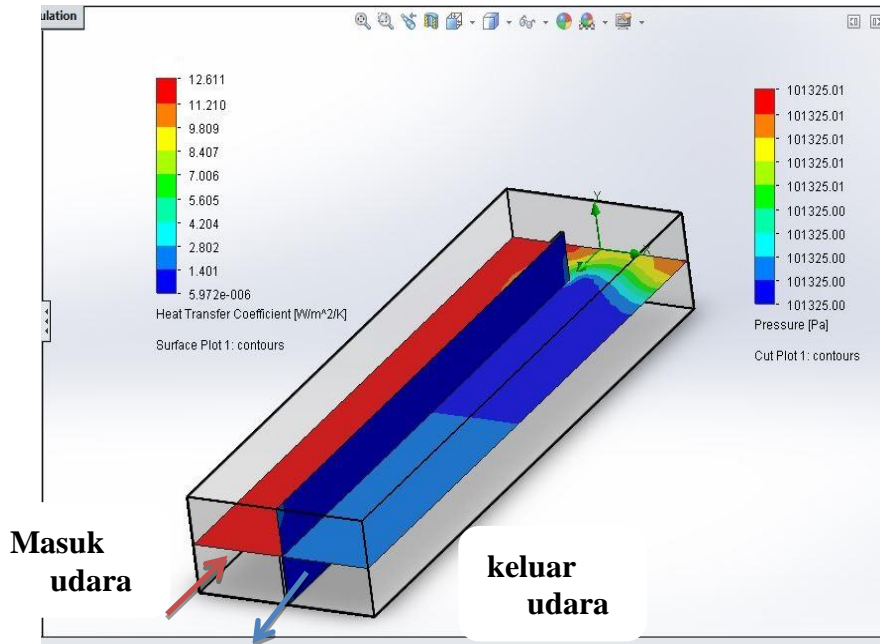 ulation
12.611
11.210
9.809
8.407
7.006
5.605
4.204
2.802
1.401
5.972e-006
Heat Transfer Coefficient [W/m^2/K]
Surface Plot 1: contours
101325.01
101325.01
101325.01
101325.01
101325.01
101325.00
101325.00
101325.00
101325.00
Pressure [Pa]
Cut Plot 1: contours
Y
X
Z
Masuk
udara
keluar
udara